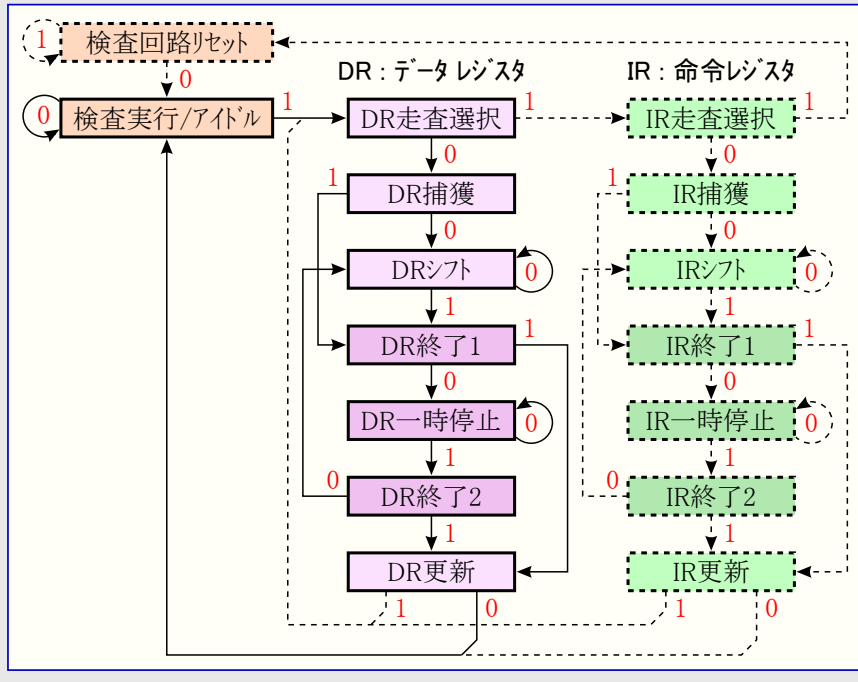 1
検査回路ﾘｾｯﾄ
0
DR : ﾃﾞｰﾀ ﾚｼﾞｽﾀ
IR : 命令ﾚｼﾞｽﾀ
0
検査実行/ｱｲﾄﾞﾙ
1
DR走査選択
1
IR走査選択
1
0
0
1
DR捕獲
1
IR捕獲
0
0
DRｼﾌﾄ
0
IRｼﾌﾄ
0
1
1
DR終了1
1
IR終了1
1
0
0
DR一時停止
0
IR一時停止
0
1
1
0
DR終了2
0
IR終了2
1
1
DR更新
IR更新
1
0
1
0